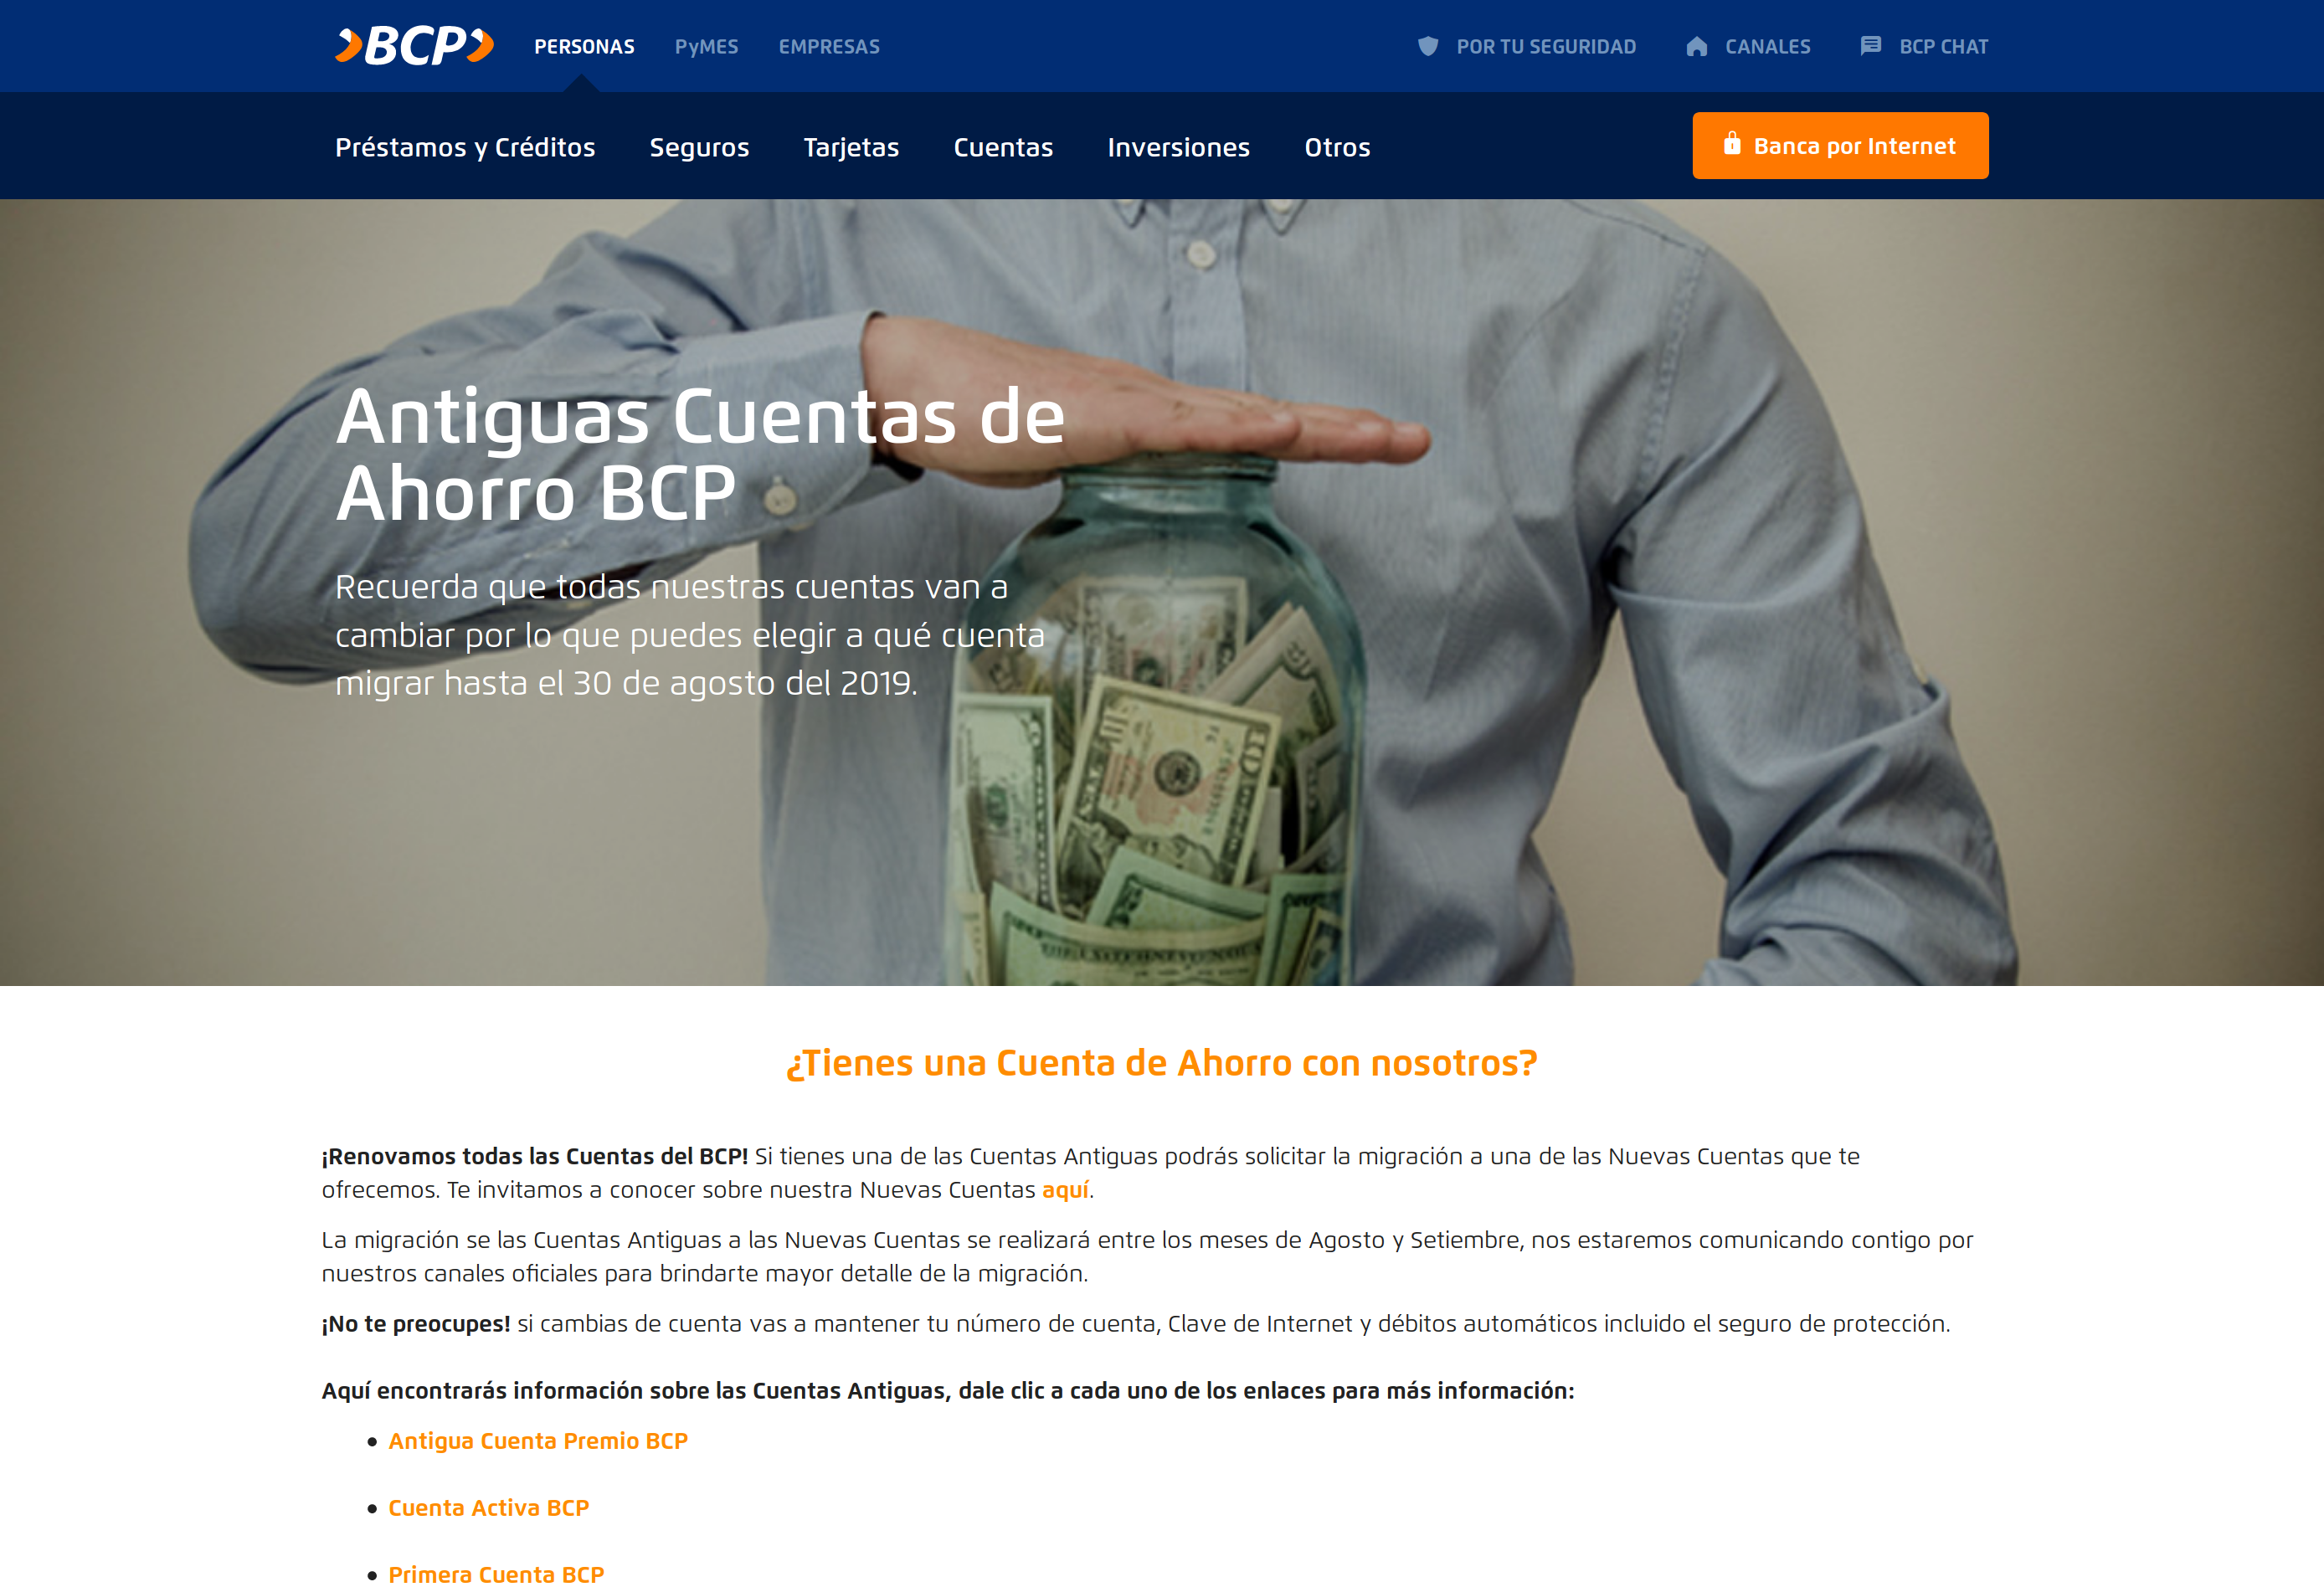 BCP
PERSONAS
PyMES
EMPRESAS
POR TU SEGURIDAD
CANALES
BCP CHAT
Préstamos y Créditos
Seguros
Tarjetas
Cuentas
Inversiones
Otros
Banca por Internet
Antiguas Cuentas de
Ahorro BCP
Recuerda que todas nuestras cuentas van a
cambiar por lo que puedes elegir a qué cuenta
migrar hasta el 30 de agosto del 2019.
¿Tienes una Cuenta de Ahorro con nosotros?
¡Renovamos todas las Cuentas del BCP! Si tienes una de las Cuentas Antiguas podrás solicitar la migración a una de las Nuevas Cuentas que te
ofrecemos. Te invitamos a conocer sobre nuestra Nuevas Cuentas aquí.
La migración se las Cuentas Antiguas a las Nuevas Cuentas se realizará entre los meses de Agosto y Setiembre, nos estaremos comunicando contigo por
nuestros canales oficiales para brindarte mayor detalle de la migración.
¡No te preocupes! si cambias de cuenta vas a mantener tu número de cuenta, Clave de Internet y débitos automáticos incluido el seguro de protección.
Aquí encontrarás información sobre las Cuentas Antiguas, dale clic a cada uno de los enlaces para más información:
• Antigua Cuenta Premio BCP
• Cuenta Activa BCP
• Primera Cuenta BCP